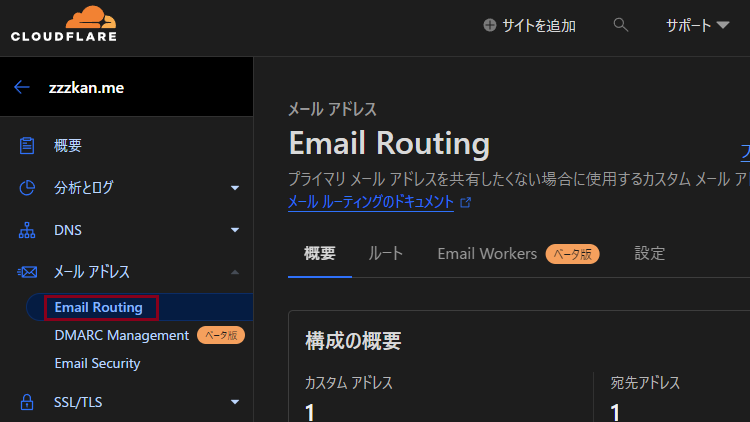 CLOUDFLARE
サイトを追加
サポート
zzzkan.me
概要
分析とログ
DNS
メール アドレス
Email Routing
DMARC Management ベータ版
Email Security
SSL/TLS
メール アドレス
Email Routing
プライマリ メール アドレスを共有したくない場合に使用するカスタム メール ア
メール ルーティングのドキュメント
概要 ルート Email Workers ベータ版 設定
構成の概要
カスタム アドレス 宛先アドレス
1 1